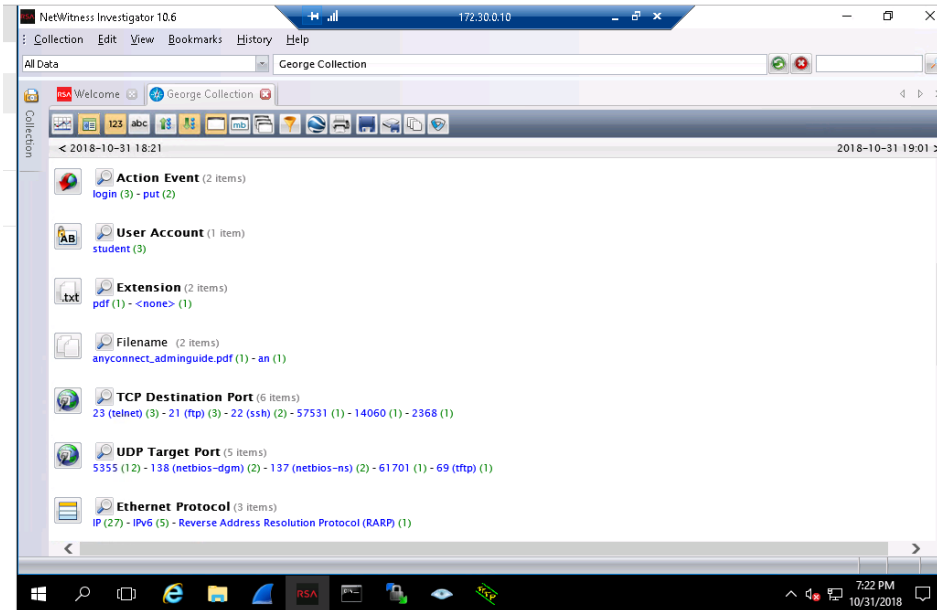 RSA NetWitness Investigator 10.6
172.30.0.10
Collection Edit View Bookmarks History Help
All Data
George Collection
RSA Welcome
George Collection
Collection
123 abc mb
< 2018-10-31 18:21
2018-10-31 19:01 >
Action Event (2 items)
login (3) - put (2)
AB
User Account (1 item)
student (3)
.txt
Extension (2 items)
pdf (1) - <none> (1)
Filename (2 items)
anyconnect_adminguide.pdf (1) - an (1)
TCP Destination Port (6 items)
23 (telnet) (3) - 21 (ftp) (3) - 22 (ssh) (2) - 57531 (1) - 14060 (1) - 2368 (1)
UDP Target Port (5 items)
5355 (12) - 138 (netbios-dgm) (2) - 137 (netbios-ns) (2) - 61701 (1) - 69 (tftp) (1)
Ethernet Protocol (3 items)
IP (27) - IPv6 (5) - Reverse Address Resolution Protocol (RARP) (1)
RSA
7:22 PM
10/31/2018